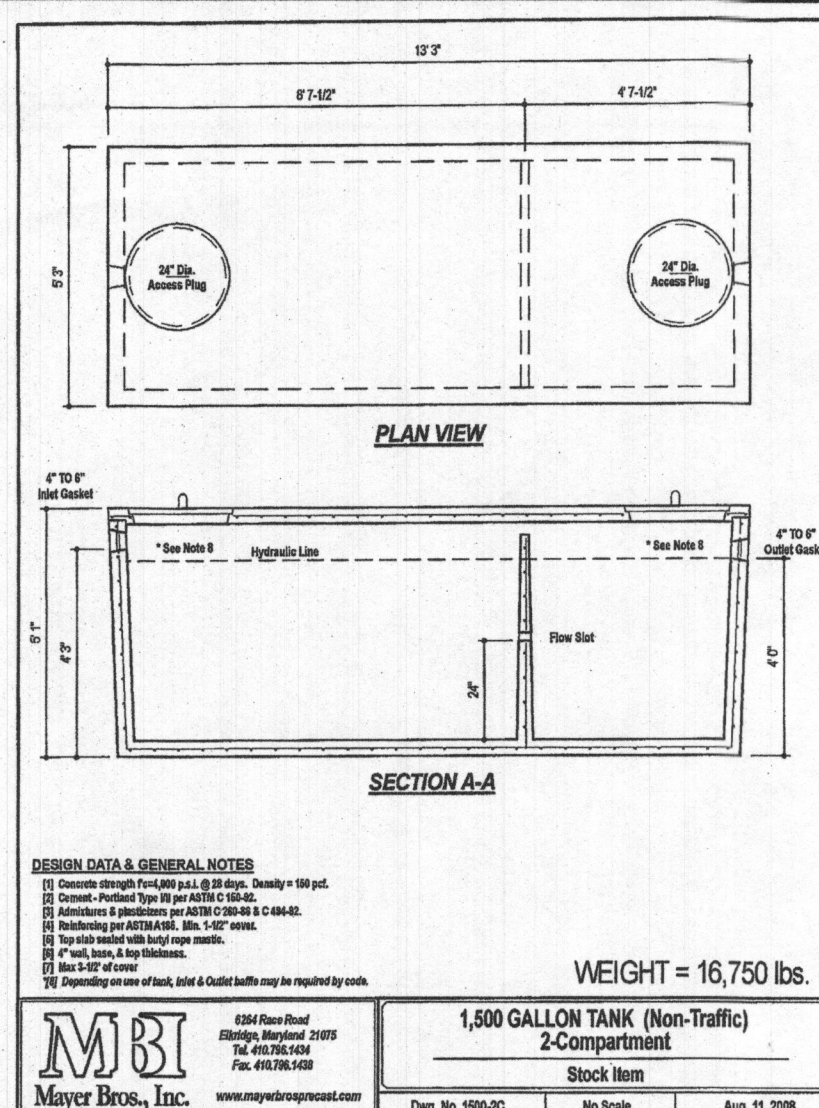 13' 3"
8' 7-1/2"
4' 7-1/2"
5' 3"
24" Dia.
Access Plug
24" Dia.
Access Plug
PLAN VIEW
4" TO 6"
Inlet Gasket
* See Note 8
Hydraulic Line
* See Note 8
4" TO 6"
Outlet Gask
5' 1"
4' 3"
24"
Flow Slot
4' 0"
SECTION A-A
DESIGN DATA & GENERAL NOTES
[1] Concrete strength f'c=4,000 p.s.i. @ 28 days. Density = 150 pcf.
[2] Cement - Portland Type I/II per ASTM C 150-92.
[3] Admixtures & plasticizers per ASTM C 260-86 & C 494-92.
[4] Reinforcing per ASTM A185. Min. 1-1/2" cover.
[5] Top slab sealed with butyl rope mastic.
[6] 4" wall, base, & top thickness.
[7] Max 3-1/2' of cover
*[8] Depending on use of tank, Inlet & Outlet baffle may be required by code.
WEIGHT = 16,750 lbs.
MBI
Mayer Bros., Inc.
6264 Race Road
Elkridge, Maryland 21075
Tel. 410.796.1434
Fax. 410.796.1438
www.mayerbrosprecast.com
1,500 GALLON TANK (Non-Traffic)
2-Compartment
Stock Item
Dwg. No. 1500-2C
No Scale
Aug. 11, 2008